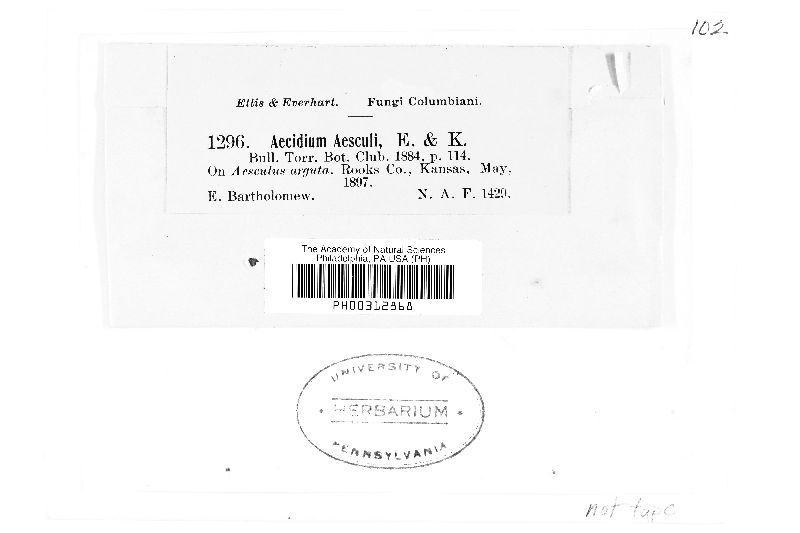 102
Ellis & Everhart. Fungi Columbiani.
1296. Aecidium Aesculi, E. & K.
Bull. Torr. Bot. Club. 1884, p. 114.
On Aesculus arguta. Rooks Co., Kansas, May,
1897.
E. Bartholomew. N. A. F. 1429.
The Academy of Natural Sciences
Philadelphia, PA USA (PH)
PH00312868
UNIVERSITY OF
HERBARIUM
PENNSYLVANIA
not type